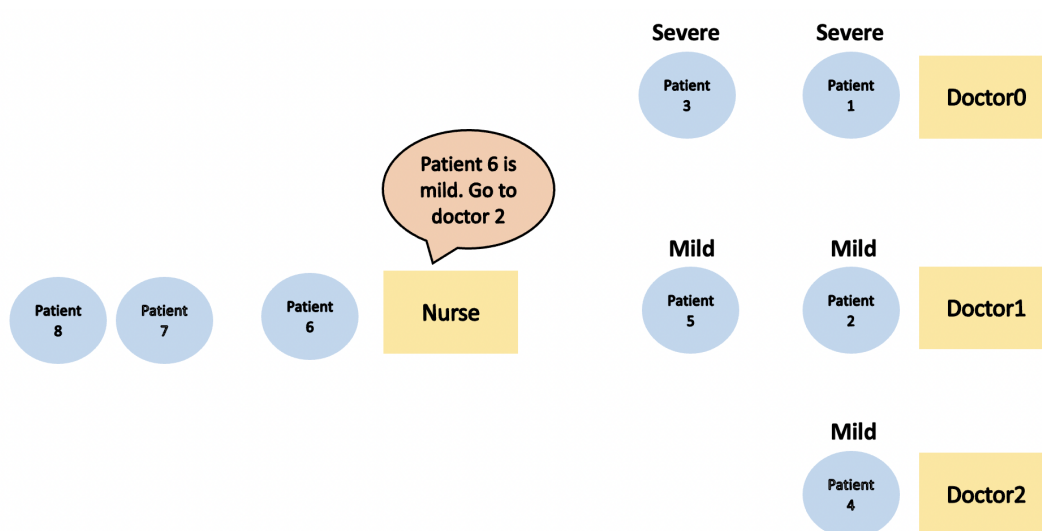 Severe
Severe
Patient
3
Patient
1
Doctor0
Patient 6 is
mild. Go to
doctor 2
Mild
Mild
Patient
8
Patient
7
Patient
6
Nurse
Patient
5
Patient
2
Doctor1
Mild
Patient
4
Doctor2